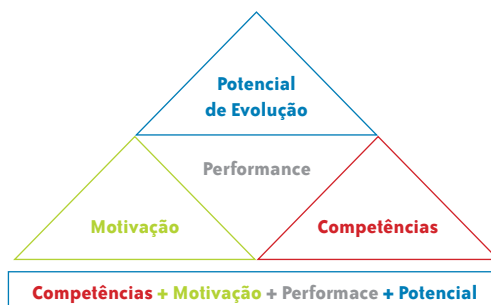 Potencial
de Evolução
Performance
Motivação
Competências
Competências + Motivação + Performace + Potencial